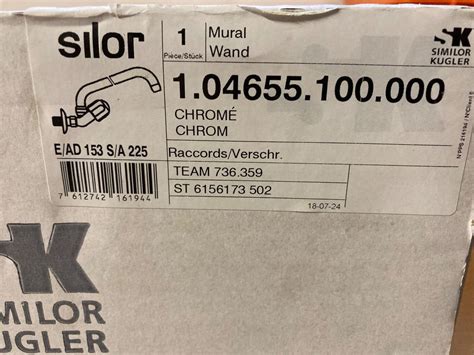 silor
1
Pièce/Stück
Mural
Wand
SK
SIMILOR
KUGLER
1.04655.100.000
CHROMÉ
CHROM
E/AD 153 S/A 225
Raccords/Verschr.
TEAM 736.359
ST 6156173 502
7 612742 161944
18-07-24
SK
SIMILOR
KUGLER